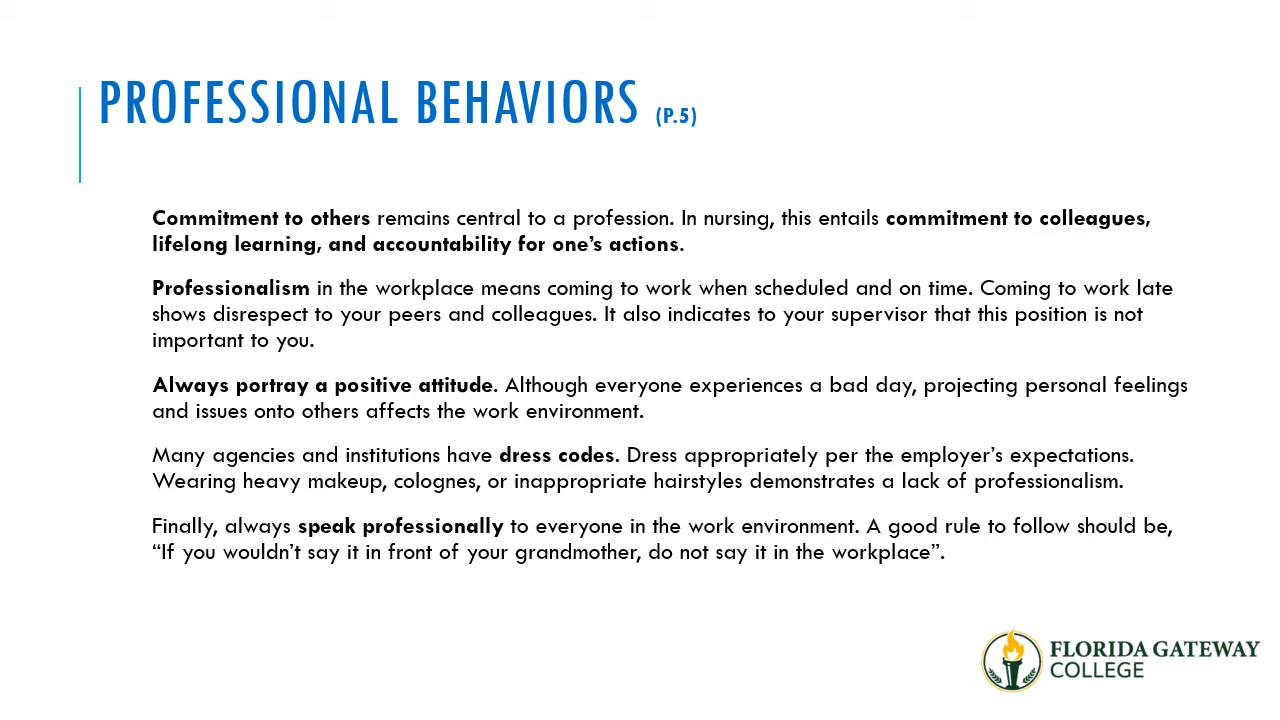 PROFESSIONAL BEHAVIORS (P.5)
Commitment to others remains central to a profession. In nursing, this entails commitment to colleagues,
lifelong learning, and accountability for one’s actions.
Professionalism in the workplace means coming to work when scheduled and on time. Coming to work late
shows disrespect to your peers and colleagues. It also indicates to your supervisor that this position is not
important to you.
Always portray a positive attitude. Although everyone experiences a bad day, projecting personal feelings
and issues onto others affects the work environment.
Many agencies and institutions have dress codes. Dress appropriately per the employer’s expectations.
Wearing heavy makeup, colognes, or inappropriate hairstyles demonstrates a lack of professionalism.
Finally, always speak professionally to everyone in the work environment. A good rule to follow should be,
“If you wouldn’t say it in front of your grandmother, do not say it in the workplace”.
FLORIDA GATEWAY
COLLEGE